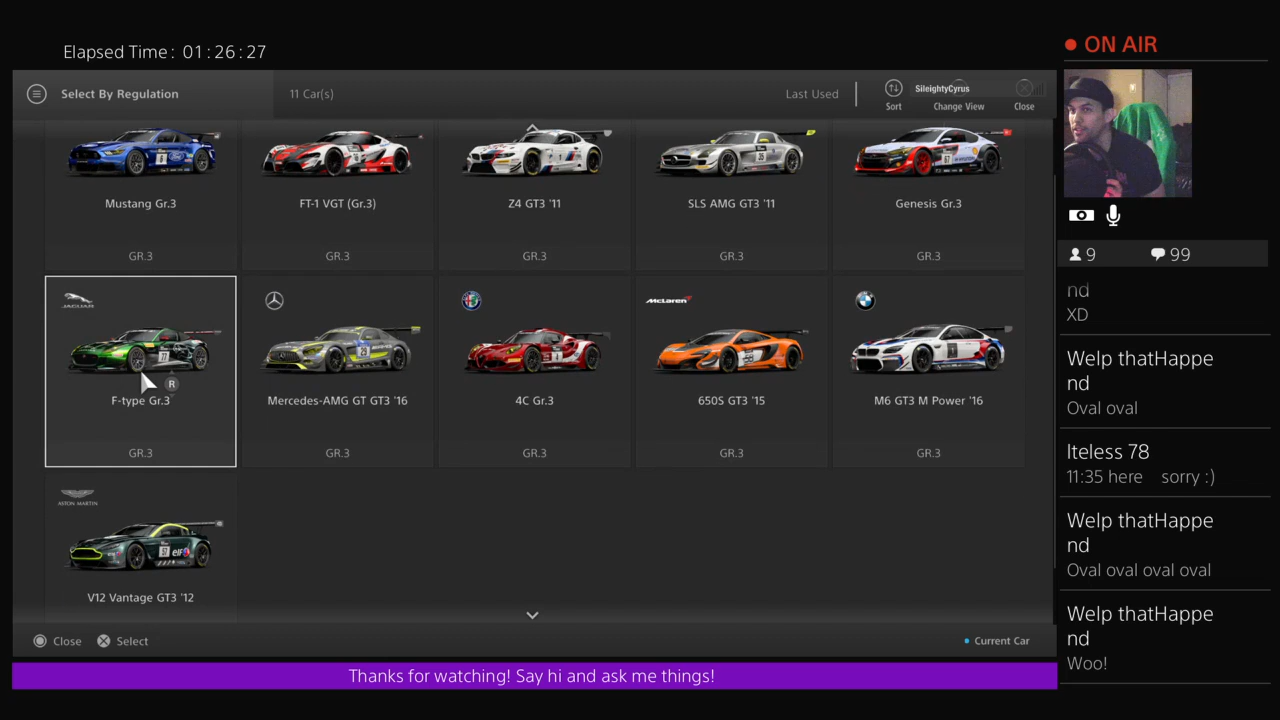 Elapsed Time: 01:26:27
ON AIR
Select By Regulation
11 Car(s)
Last Used
Sort
SileightyCyrus
Change View
Close
Mustang Gr.3
FT-1 VGT (Gr.3)
Z4 GT3 '11
SLS AMG GT3 '11
Genesis Gr.3
GR.3
GR.3
GR.3
GR.3
GR.3
JAGUAR
McLaren
F-type Gr.3
Mercedes-AMG GT GT3 '16
4C Gr.3
650S GT3 '15
M6 GT3 M Power '16
R
GR.3
GR.3
GR.3
GR.3
GR.3
ASTON MARTIN
elf
V12 Vantage GT3 '12
Close
Select
Current Car
Thanks for watching! Say hi and ask me things!
9
99
nd
XD
Welp thatHappe
nd
Oval oval
Iteless 78
11:35 here sorry :)
Welp thatHappe
nd
Oval oval oval oval
Welp thatHappe
nd
Woo!